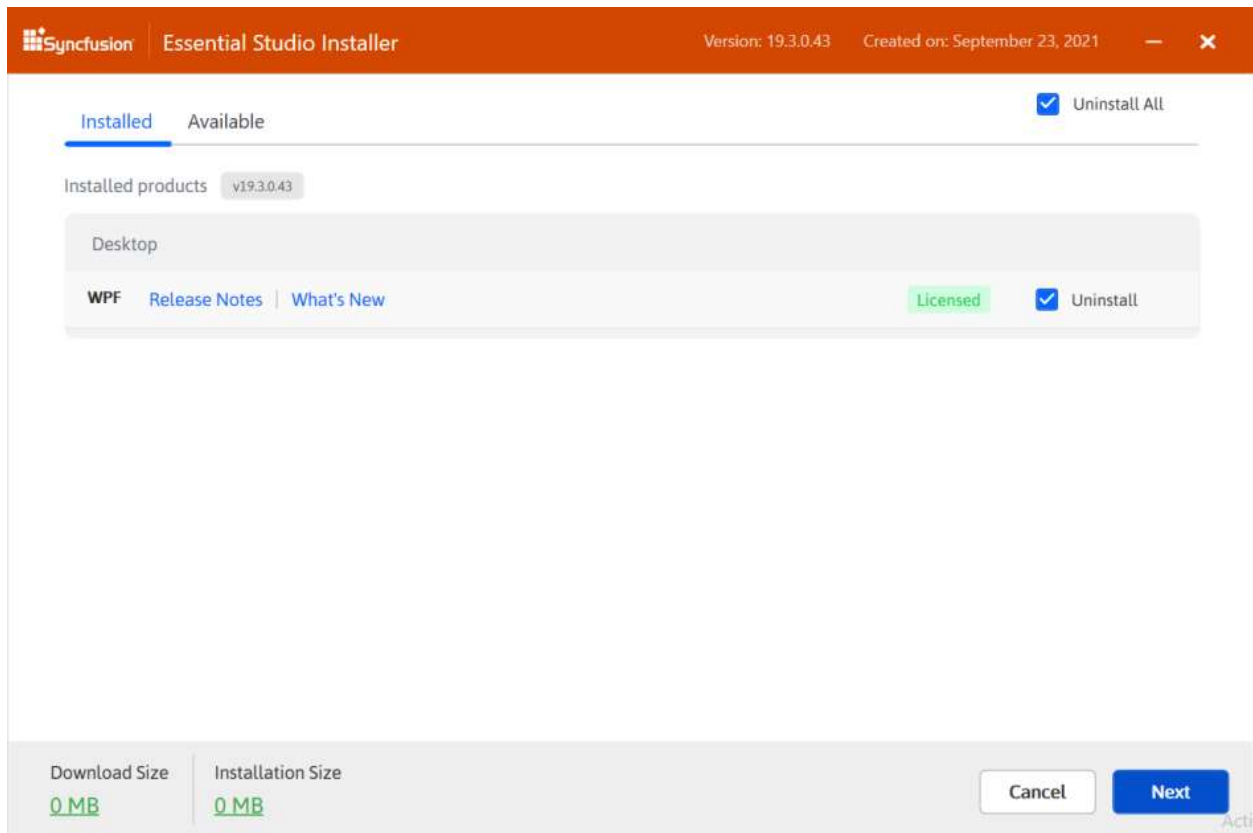 Syncfusion Essential Studio Installer Version: 19.3.0.43 Created on: September 23, 2021
Installed Available Uninstall All
Installed products v19.3.0.43
Desktop
WPF Release Notes | What's New Licensed Uninstall
Download Size Installation Size
0 MB 0 MB Cancel Next
Acti